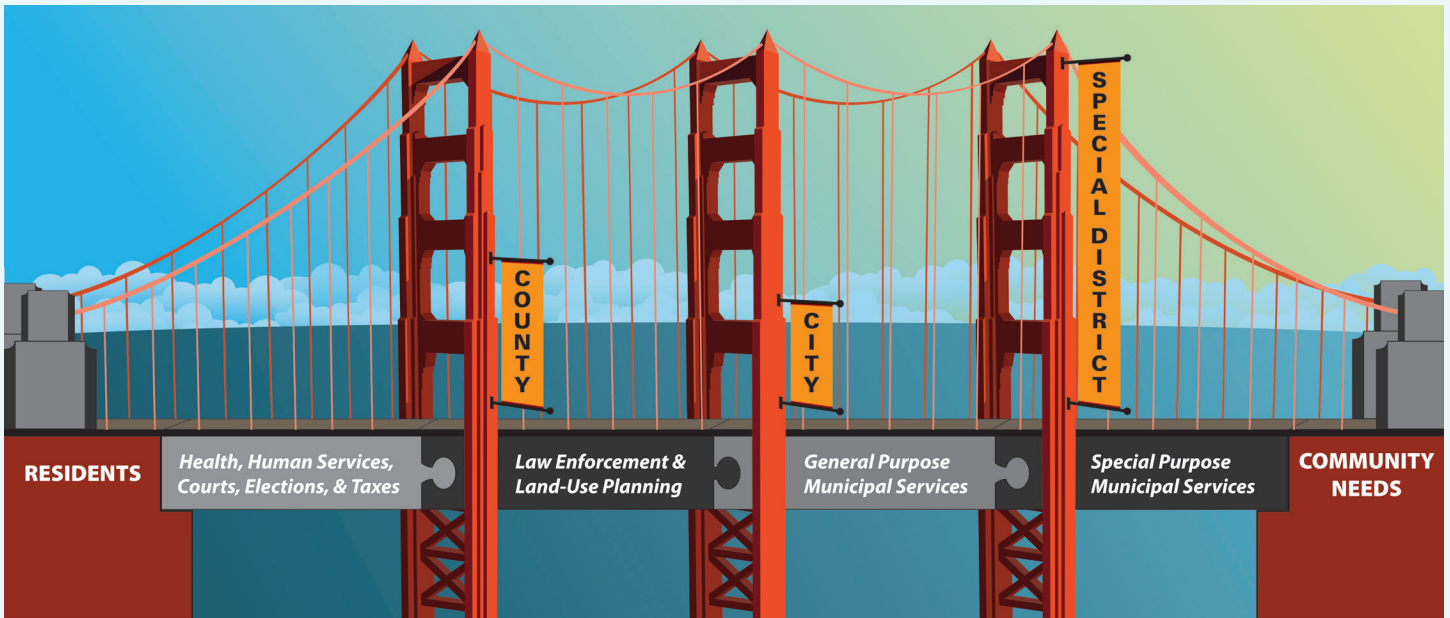 COUNTY
CITY
SPECIAL DISTRICT
RESIDENTS
Health, Human Services,
Courts, Elections, & Taxes
Law Enforcement &
Land-Use Planning
General Purpose
Municipal Services
Special Purpose
Municipal Services
COMMUNITY
NEEDS